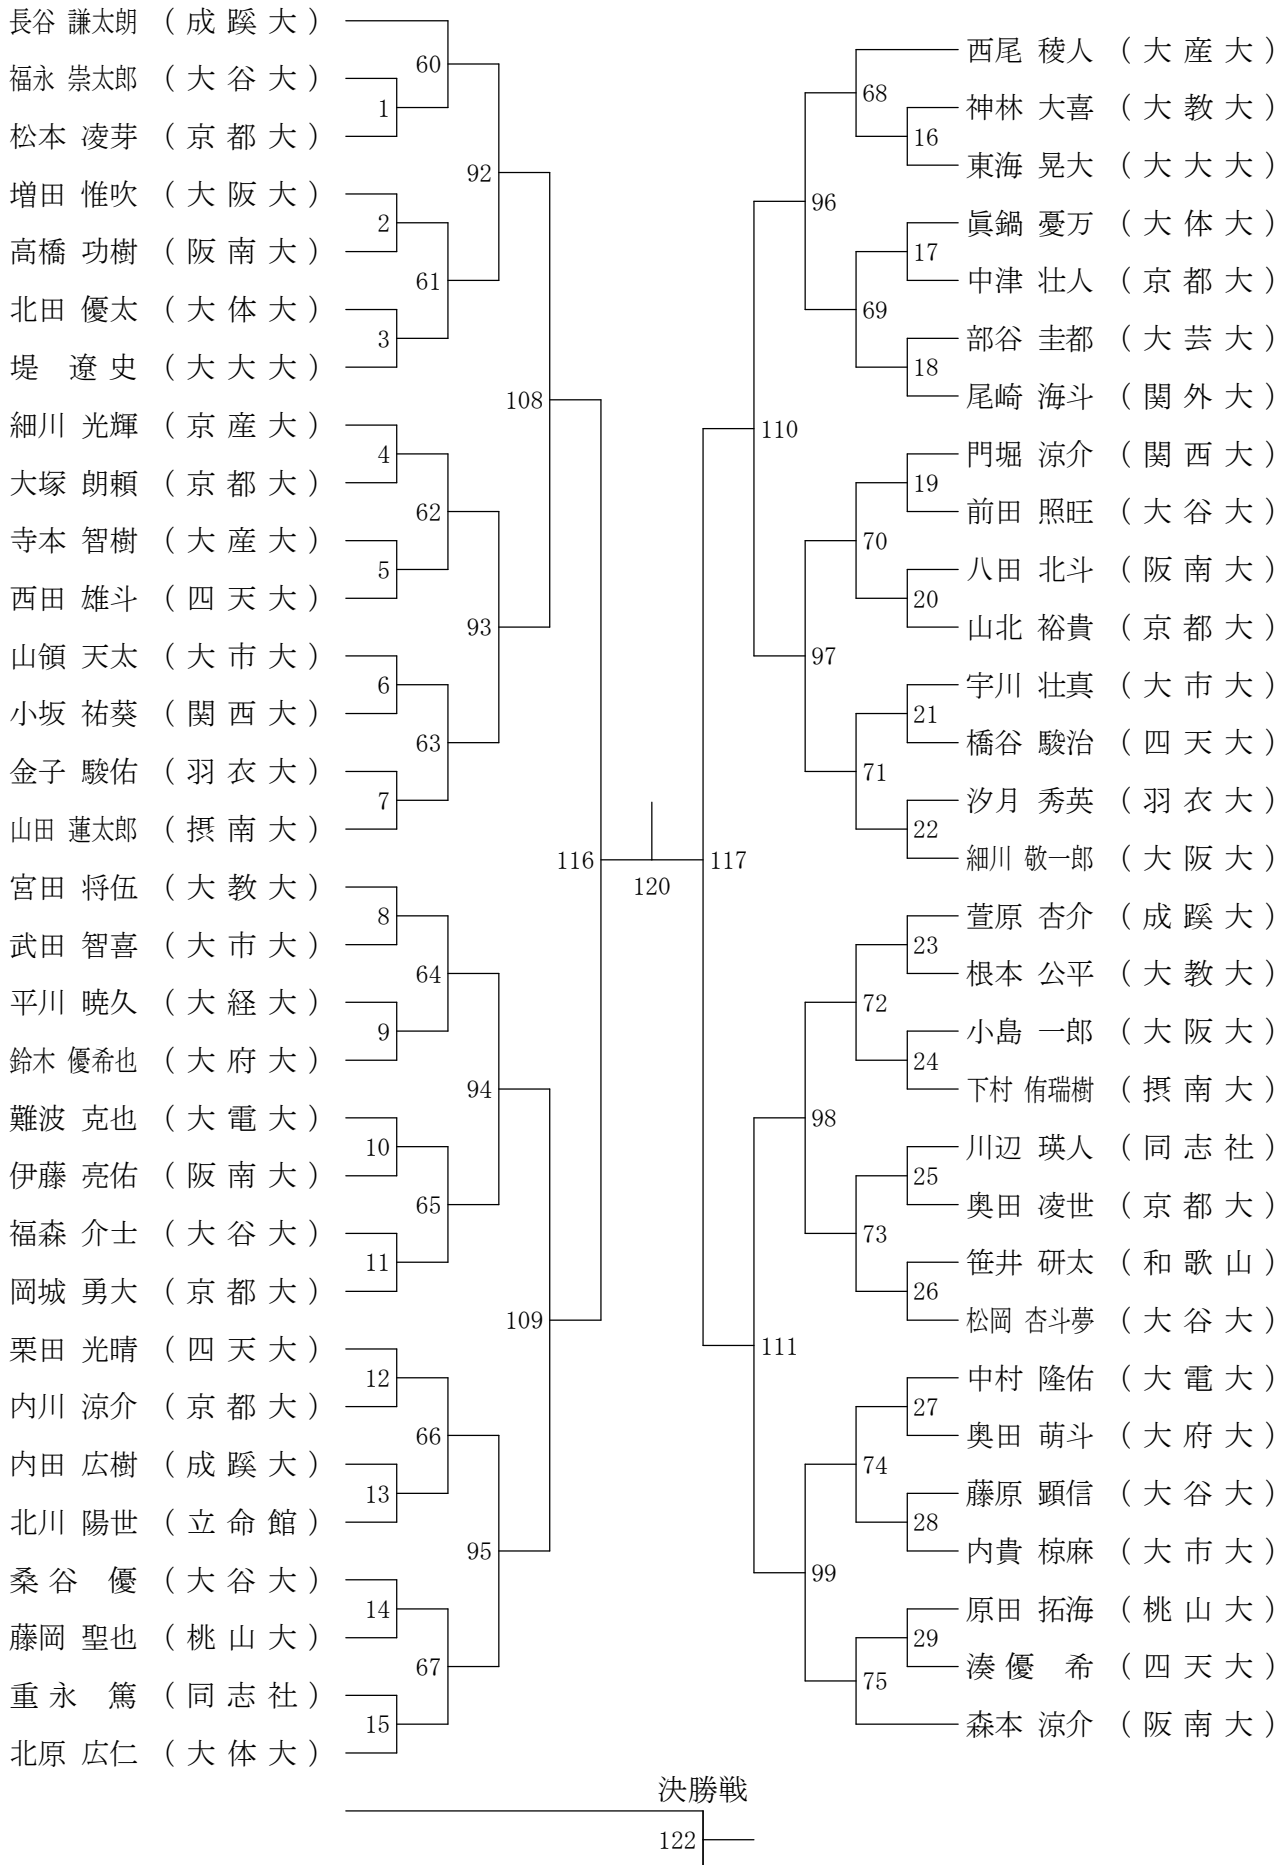 長谷 謙太朗 （成蹊大）
福永 崇太郎 （大谷大）
松本 凌芽 （京都大）
増田 惟吹 （大阪大）
高橋 功樹 （阪南大）
北田 優太 （大体大）
堤 遼史 （大大大）
細川 光輝 （京産大）
大塚 朗頼 （京都大）
寺本 智樹 （大産大）
西田 雄斗 （四天大）
山領 天太 （大市大）
小坂 祐葵 （関西大）
金子 駿佑 （羽衣大）
山田 蓮太郎 （摂南大）
宮田 将伍 （大教大）
武田 智喜 （大市大）
平川 暁久 （大経大）
鈴木 優希也 （大府大）
難波 克也 （大電大）
伊藤 亮佑 （阪南大）
福森 介士 （大谷大）
岡城 勇大 （京都大）
栗田 光晴 （四天大）
内川 涼介 （京都大）
内田 広樹 （成蹊大）
北川 陽世 （立命館）
桑谷 優 （大谷大）
藤岡 聖也 （桃山大）
重永 篤 （同志社）
北原 広仁 （大体大）
1
2
3
4
5
6
7
8
9
10
11
12
13
14
15
60
61
62
63
64
65
66
67
92
93
94
95
108
109
116
120
117
110
111
96
97
98
99
68
69
70
71
72
73
74
75
16
17
18
19
20
21
22
23
24
25
26
27
28
29
西尾 稜人 （大産大）
神林 大喜 （大教大）
東海 晃大 （大大大）
眞鍋 憂万 （大体大）
中津 壮人 （京都大）
部谷 圭都 （大芸大）
尾崎 海斗 （関外大）
門堀 涼介 （関西大）
前田 照旺 （大谷大）
八田 北斗 （阪南大）
山北 裕貴 （京都大）
宇川 壮真 （大市大）
橋谷 駿治 （四天大）
汐月 秀英 （羽衣大）
細川 敬一郎 （大阪大）
萱原 杏介 （成蹊大）
根本 公平 （大教大）
小島 一郎 （大阪大）
下村 侑瑞樹 （摂南大）
川辺 瑛人 （同志社）
奥田 凌世 （京都大）
笹井 研太 （和歌山）
松岡 杏斗夢 （大谷大）
中村 隆佑 （大電大）
奥田 萌斗 （大府大）
藤原 顕信 （大谷大）
内貴 椋麻 （大市大）
原田 拓海 （桃山大）
湊 優希 （四天大）
森本 涼介 （阪南大）
決勝戦
122